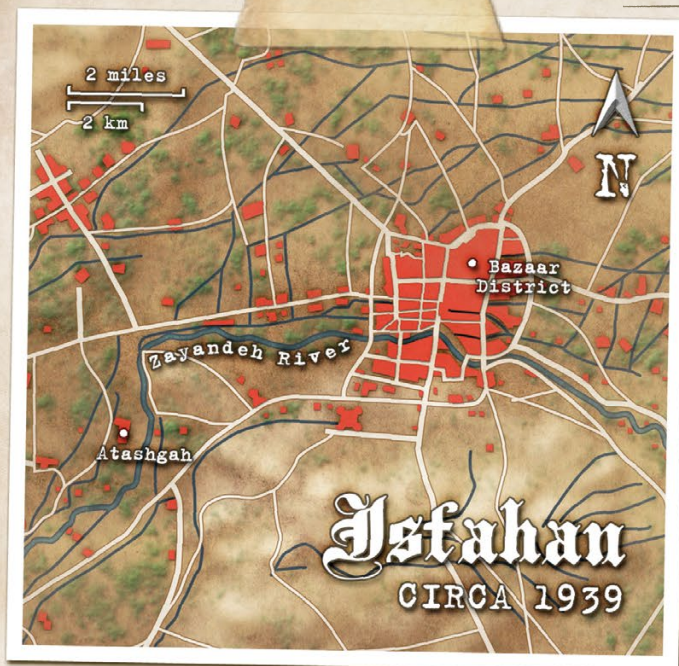 2 miles
2 km
N
Bazaar
District
Zayandeh River
Atashgah
Isfahan
CIRCA 1939